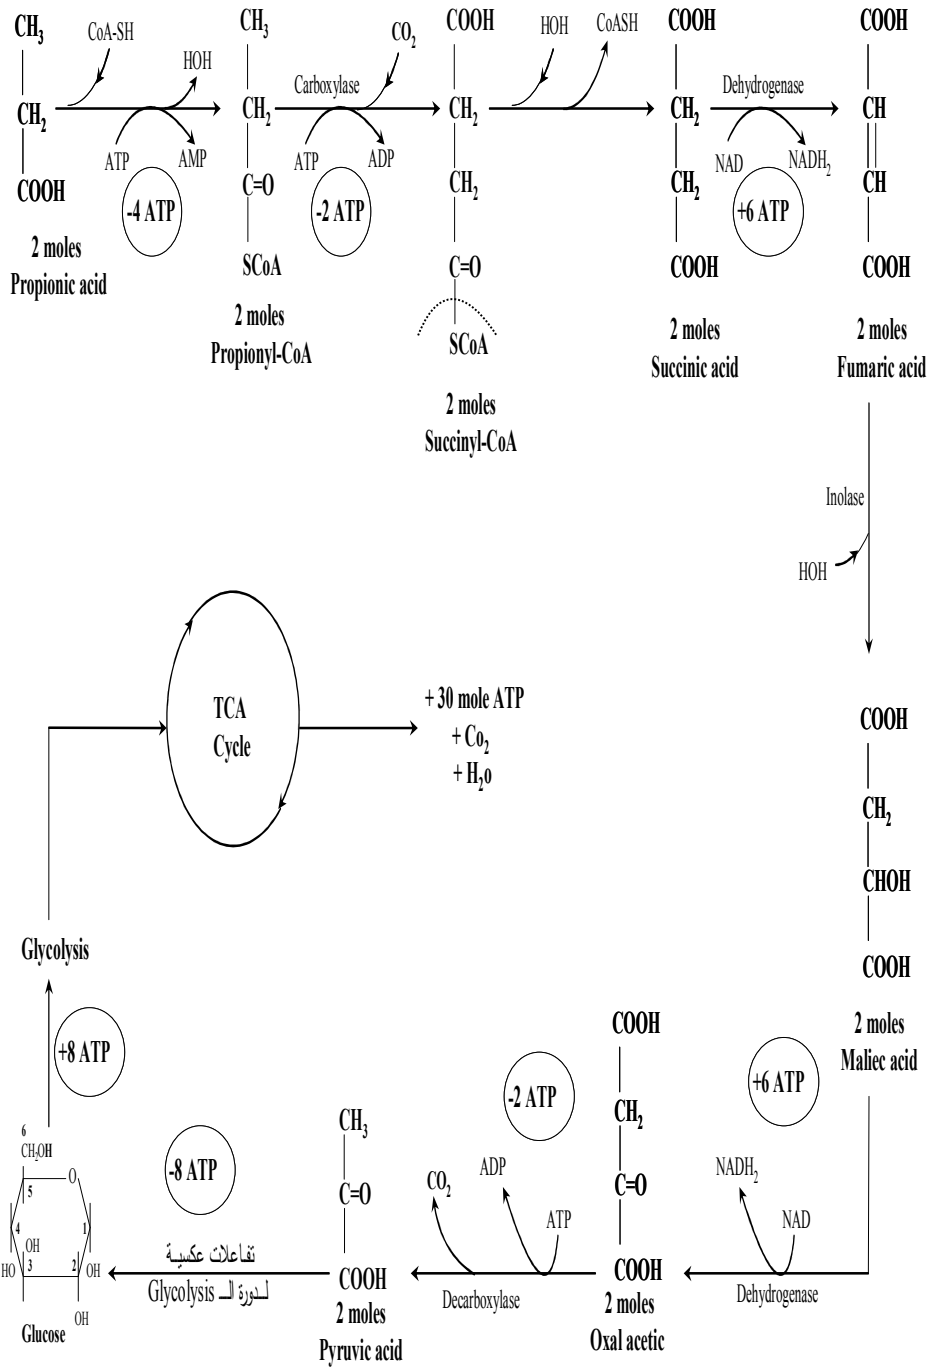 CH3
CoA-SH
HOH
CH2
ATP
AMP
COOH
-4 ATP
2 moles
Propionic acid
CH3
Carboxylase
CO2
CH2
ATP
ADP
C=O
-2 ATP
SCoA
2 moles
Propionyl-CoA
COOH
HOH
CoASH
CH2
CH2
C=O
SCoA
2 moles
Succinyl-CoA
COOH
Dehydrogenase
CH2
NAD
NADH2
CH2
+6 ATP
COOH
2 moles
Succinic acid
COOH
CH
CH
COOH
2 moles
Fumaric acid
Inolase
HOH
COOH
CH2
CHOH
COOH
2 moles
Maliec acid
+6 ATP
NADH2
NAD
Dehydrogenase
COOH
CH2
C=O
COOH
2 moles
Oxal acetic
-2 ATP
ADP
ATP
CO2
Decarboxylase
CH3
C=O
COOH
2 moles
Pyruvic acid
-8 ATP
تفاعلات عكسية
لدورة الـ Glycolysis
6
CH2OH
O
5
4
1
OH
HO
3
2
OH
OH
Glucose
+8 ATP
Glycolysis
TCA
Cycle
+ 30 mole ATP
+ Co2
+ H2o